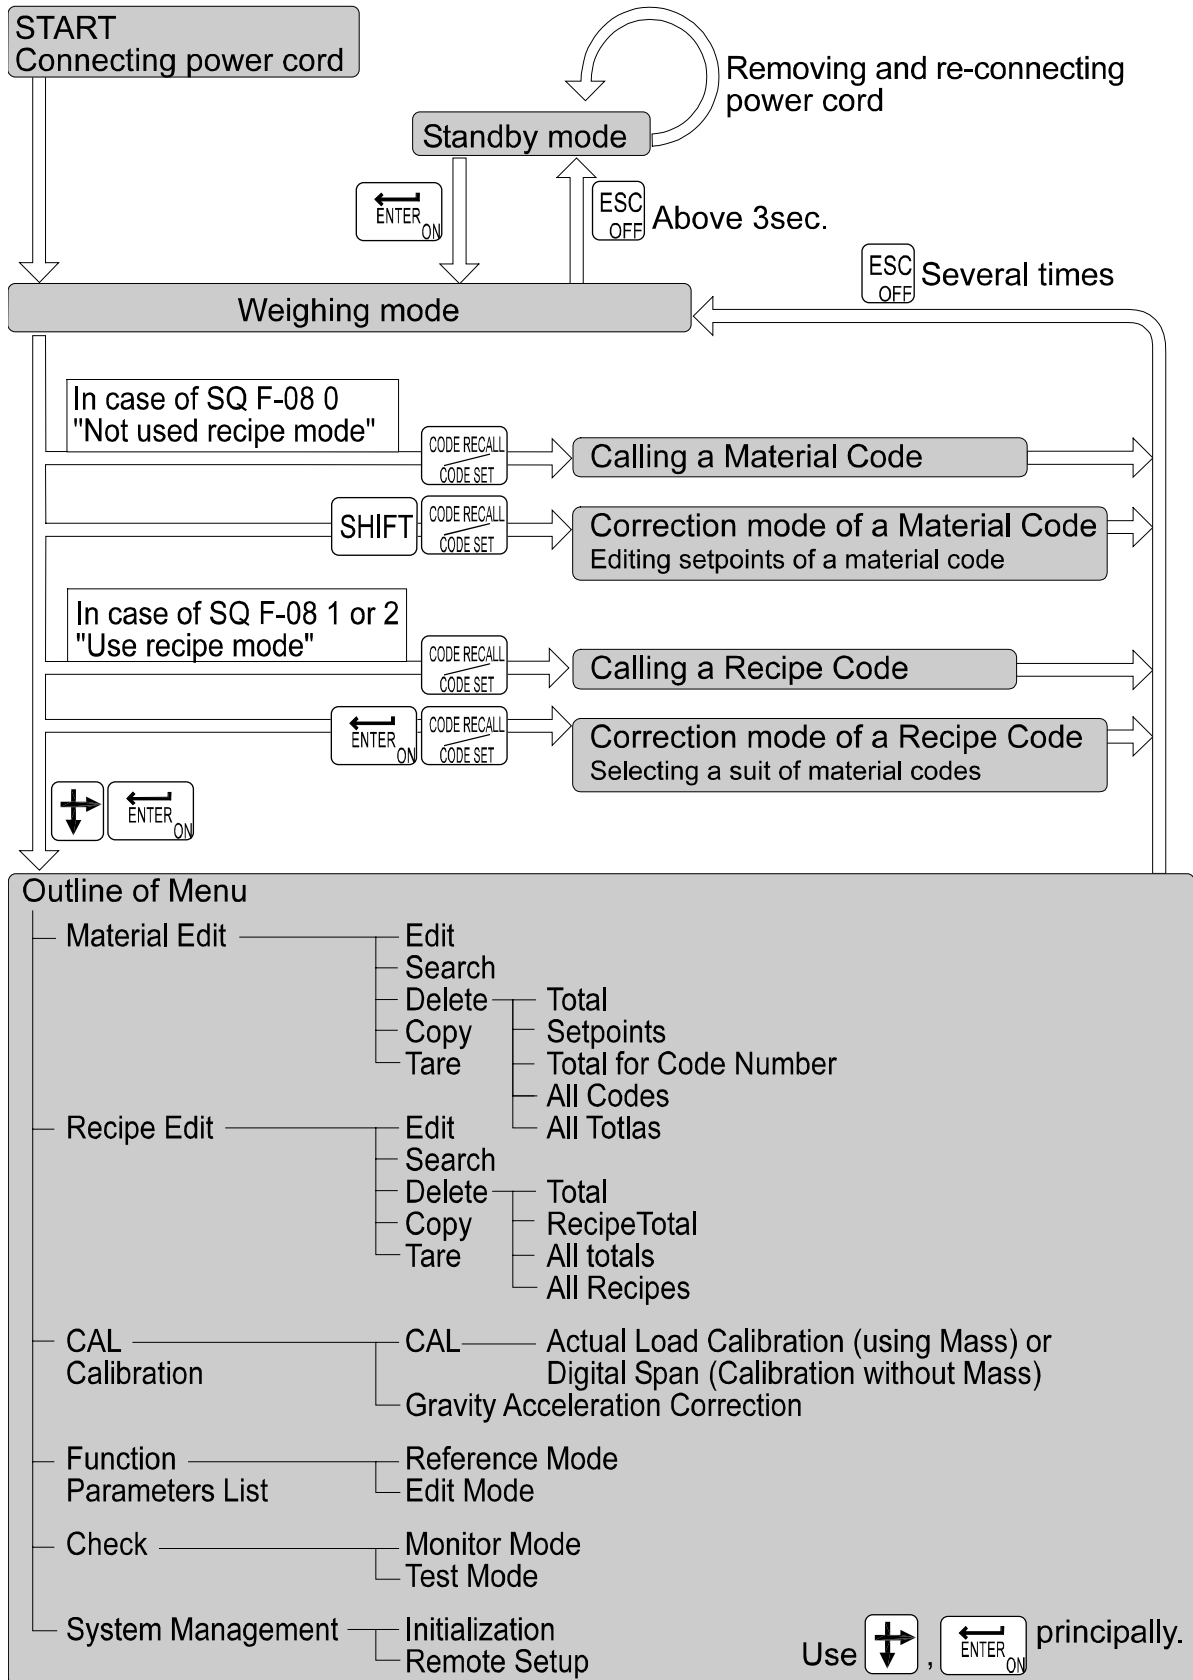 START
Connecting power cord
Removing and re-connecting
power cord
Standby mode
ENTER ON
ESC OFF Above 3sec.
ESC OFF Several times
Weighing mode
In case of SQ F-08 0
"Not used recipe mode"
CODE RECALL
CODE SET
Calling a Material Code
SHIFT
CODE RECALL
CODE SET
Correction mode of a Material Code
Editing setpoints of a material code
In case of SQ F-08 1 or 2
"Use recipe mode"
CODE RECALL
CODE SET
Calling a Recipe Code
ENTER ON
CODE RECALL
CODE SET
Correction mode of a Recipe Code
Selecting a suit of material codes
ENTER ON
Outline of Menu
Material Edit
Edit
Search
Delete
Total
Setpoints
Total for Code Number
All Codes
All Totlas
Copy
Tare
Recipe Edit
Edit
Search
Delete
Total
RecipeTotal
All totals
All Recipes
Copy
Tare
CAL
Calibration
CAL
Actual Load Calibration (using Mass) or
Digital Span (Calibration without Mass)
Gravity Acceleration Correction
Function
Parameters List
Reference Mode
Edit Mode
Check
Monitor Mode
Test Mode
System Management
Initialization
Remote Setup
Use , ENTER ON principally.